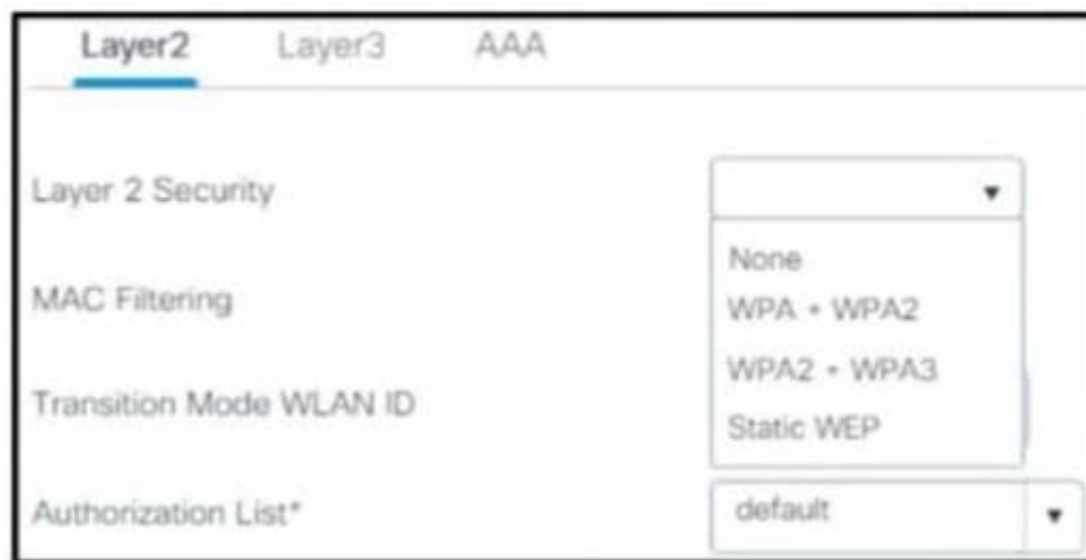 Layer2 Layer3 AAA
Layer 2 Security
None
MAC Filtering
WPA + WPA2
WPA2 + WPA3
Transition Mode WLAN ID
Static WEP
Authorization List* default